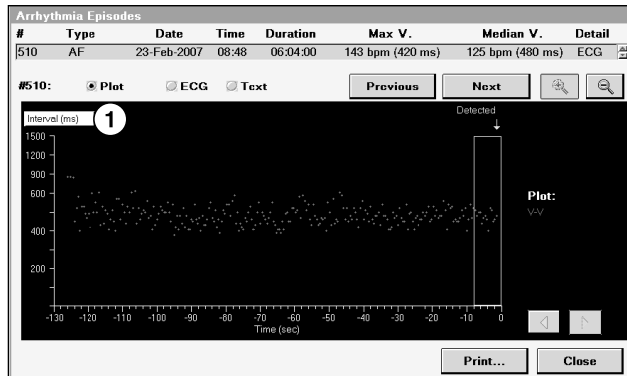 Arrhythmia Episodes
# Type Date Time Duration Max V. Median V. Detail
510 AF 23-Feb-2007 08:48 06:04:00 143 bpm (420 ms) 125 bpm (480 ms) ECG
#510: Plot ECG Text Previous Next
Detected
Interval (ms) 1
1500
1200
900
600
Plot:
V-V
400
200
-130 -120 -110 -100 -90 -80 -70 -60 -50 -40 -30 -20 -10 0
Time (sec)
Print... Close